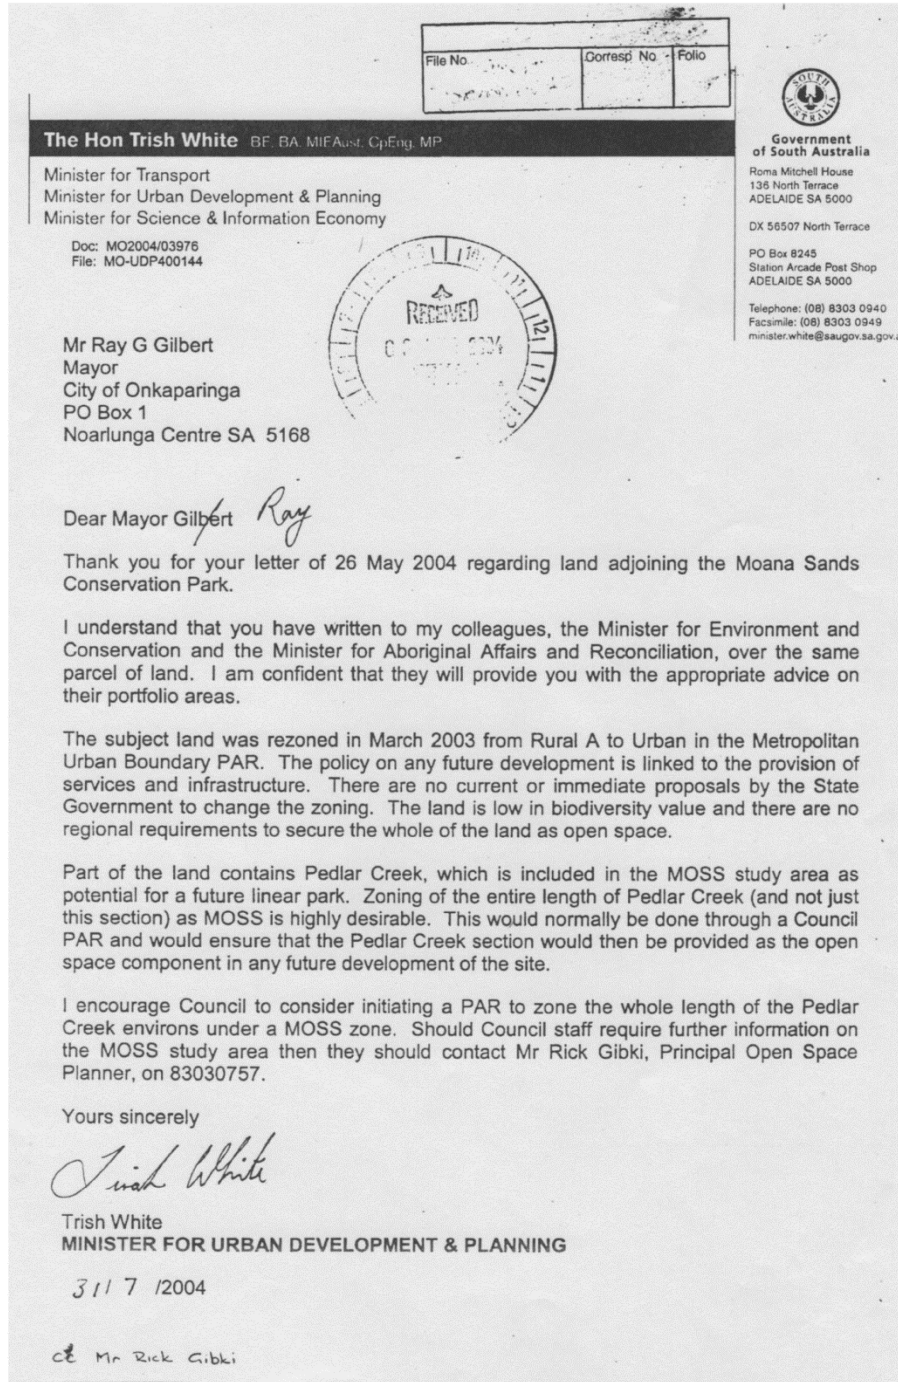 File No.
Corresp No.
Folio
SOUTH AUSTRALIA
Government
of South Australia
The Hon Trish White BE, BA, MIEAust, CpEng, MP
Minister for Transport
Minister for Urban Development & Planning
Minister for Science & Information Economy
Roma Mitchell House
136 North Terrace
ADELAIDE SA 5000
DX 56507 North Terrace
PO Box 8245
Station Arcade Post Shop
ADELAIDE SA 5000
Telephone: (08) 8303 0940
Facsimile: (08) 8303 0949
minister.white@saugov.sa.gov.a
Doc: MO2004/03976
File: MO-UDP400144
RECEIVED
2004
Mr Ray G Gilbert
Mayor
City of Onkaparinga
PO Box 1
Noarlunga Centre SA 5168
Dear Mayor Gilbert Ray
Thank you for your letter of 26 May 2004 regarding land adjoining the Moana Sands
Conservation Park.
I understand that you have written to my colleagues, the Minister for Environment and
Conservation and the Minister for Aboriginal Affairs and Reconciliation, over the same
parcel of land. I am confident that they will provide you with the appropriate advice on
their portfolio areas.
The subject land was rezoned in March 2003 from Rural A to Urban in the Metropolitan
Urban Boundary PAR. The policy on any future development is linked to the provision of
services and infrastructure. There are no current or immediate proposals by the State
Government to change the zoning. The land is low in biodiversity value and there are no
regional requirements to secure the whole of the land as open space.
Part of the land contains Pedlar Creek, which is included in the MOSS study area as
potential for a future linear park. Zoning of the entire length of Pedlar Creek (and not just
this section) as MOSS is highly desirable. This would normally be done through a Council
PAR and would ensure that the Pedlar Creek section would then be provided as the open
space component in any future development of the site.
I encourage Council to consider initiating a PAR to zone the whole length of the Pedlar
Creek environs under a MOSS zone. Should Council staff require further information on
the MOSS study area then they should contact Mr Rick Gibki, Principal Open Space
Planner, on 83030757.
Yours sincerely
Trish White
Trish White
MINISTER FOR URBAN DEVELOPMENT & PLANNING
31/ 7 /2004
cc Mr Rick Gibki